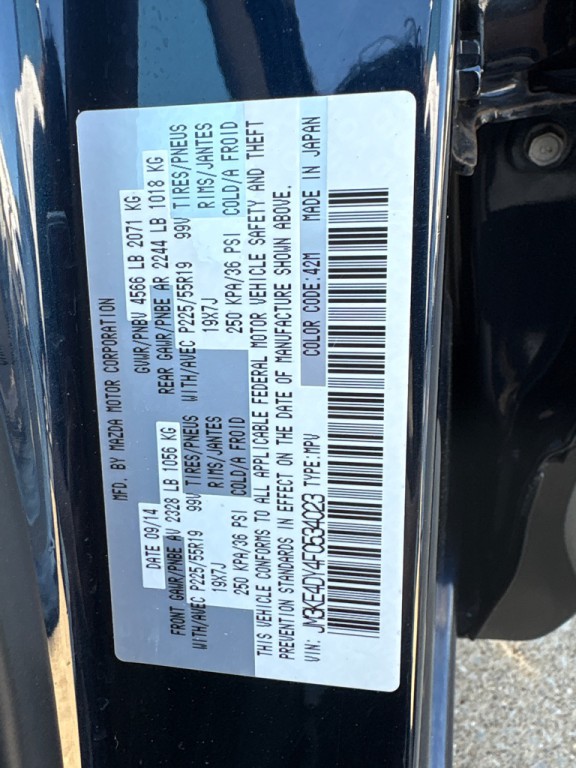 MFD. BY MAZDA MOTOR CORPORATION
DATE 09/14 GVWR/PNBV 4566 LB 2071 KG
FRONT GAWR/PNBE AV 2328 LB 1056 KG REAR GAWR/PNBE AR 2244 LB 1018 KG
WITH/AVEC P225/55R19 99V TIRES/PNEUS WITH/AVEC P225/55R19 99V TIRES/PNEUS
19X7J RIMS/JANTES 19X7J RIMS/JANTES
250 KPA/36 PSI COLD/A FROID 250 KPA/36 PSI COLD/A FROID
THIS VEHICLE CONFORMS TO ALL APPLICABLE FEDERAL MOTOR VEHICLE SAFETY AND THEFT
PREVENTION STANDARDS IN EFFECT ON THE DATE OF MANUFACTURE SHOWN ABOVE.
VIN: JM3KE4DY4F0534023 TYPE:MPV COLOR CODE:42M MADE IN JAPAN